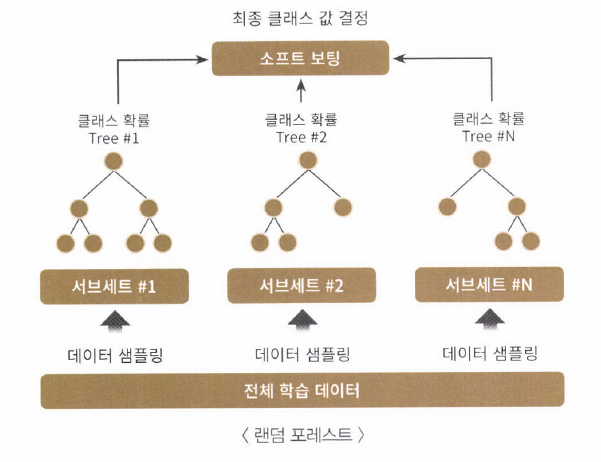 최종 클래스 값 결정
소프트 보팅
클래스 확률
Tree #1
클래스 확률
Tree #2
클래스 확률
Tree #N
서브세트 #1
서브세트 #2
서브세트 #N
데이터 샘플링
데이터 샘플링
데이터 샘플링
전체 학습 데이터
〈 랜덤 포레스트 〉